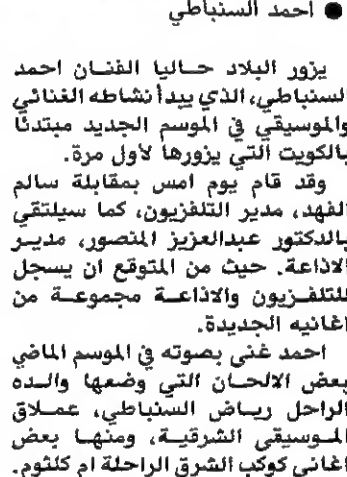 ● احمد السنباطي
يزور البلاد حاليا الفنان احمد
السنباطي، الذي يبدأ نشاطه الغنائي
والموسيقي في الموسم الجديد مبتدئا
بالكويت التي يزورها لأول مرة.
وقد قام يوم امس بمقابلة سالم
الفهد، مدير التلفزيون، كما سيلتقي
بالدكتور عبدالعزيز المنصور، مدير
الاذاعة. حيث من المتوقع ان يسجل
للتلفزيون والاذاعة مجموعة من
اغانيه الجديدة.
احمد غنى بصوته في الموسم الماضي
بعض الالحان التي وضعها والده
الراحل رياض السنباطي، عملاق
الموسيقى الشرقية، ومنها بعض
اغاني كوكب الشرق الراحلة ام كلثوم.